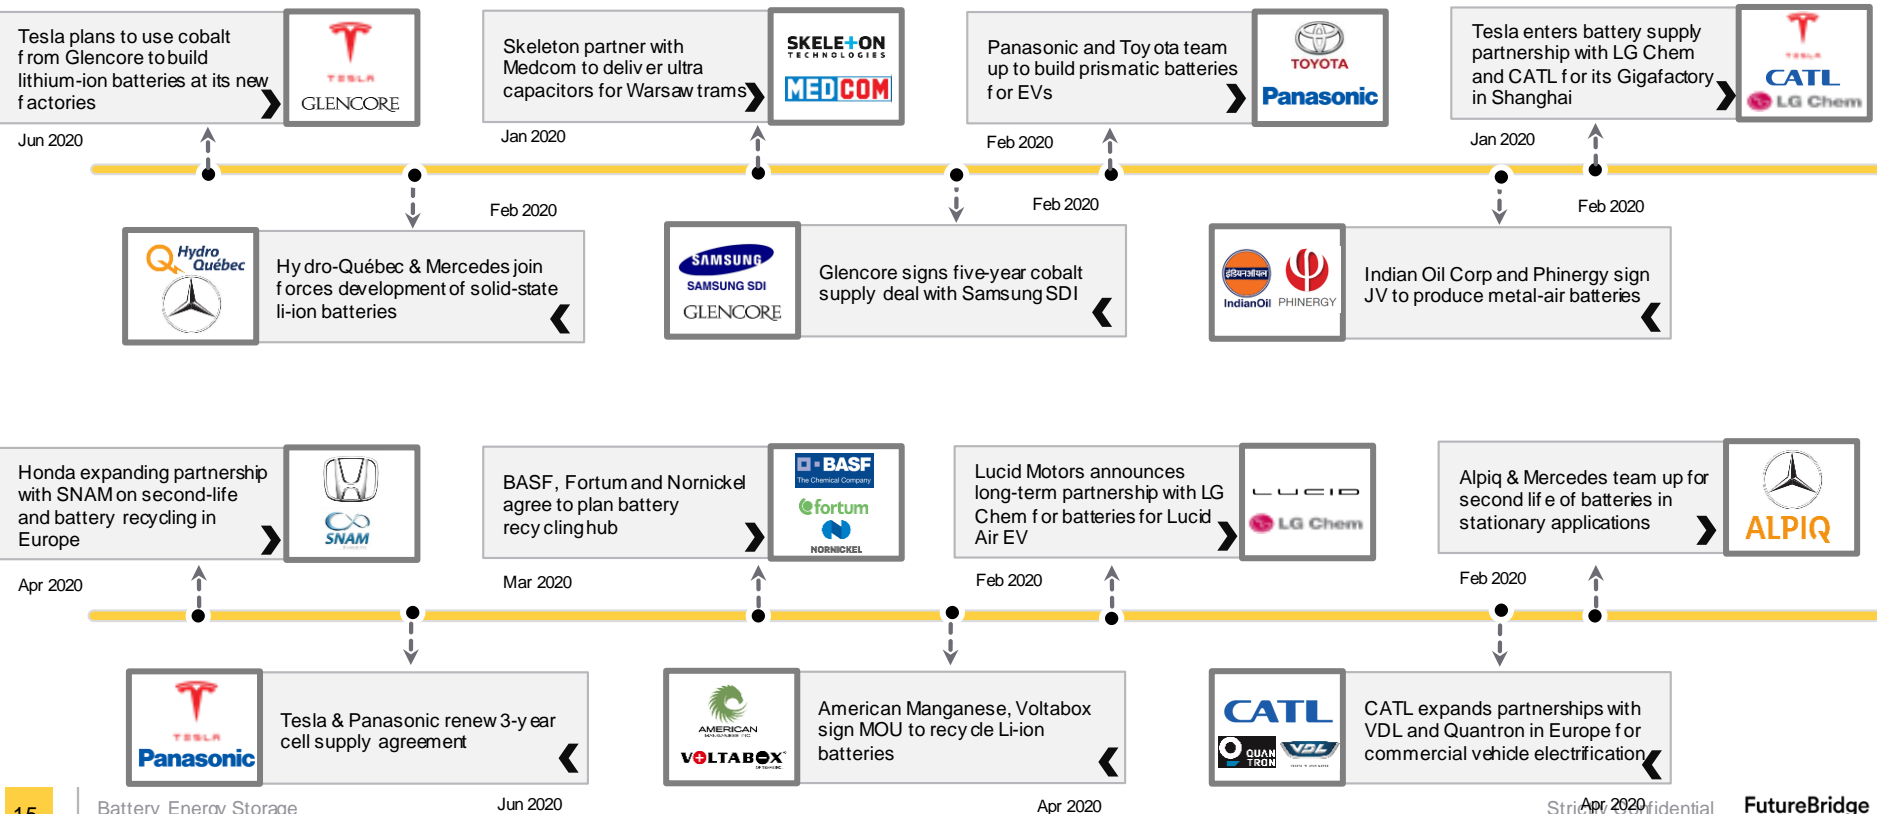 Tesla plans to use cobalt
from Glencore to build
lithium-ion batteries at its new
factories
TESLA
GLENCORE
Jun 2020
Skeleton partner with
Medcom to deliver ultra
capacitors for Warsaw trams
SKELETON
TECHNOLOGIES
MEDCOM
Jan 2020
Panasonic and Toyota team
up to build prismatic batteries
for EVs
TOYOTA
Panasonic
Feb 2020
Tesla enters battery supply
partnership with LG Chem
and CATL for its Gigafactory
in Shanghai
TESLA
CATL
LG Chem
Jan 2020
Feb 2020
Hydro
Québec
Hydro-Québec & Mercedes join
forces development of solid-state
li-ion batteries
Feb 2020
SAMSUNG
SAMSUNG SDI
GLENCORE
Glencore signs five-year cobalt
supply deal with Samsung SDI
Feb 2020
इंडियनऑयल
IndianOil
PHINERGY
Indian Oil Corp and Phinergy sign
JV to produce metal-air batteries
Honda expanding partnership
with SNAM on second-life
and battery recycling in
Europe
SNAM
Apr 2020
BASF, Fortum and Nornickel
agree to plan battery
recycling hub
BASF
The Chemical Company
fortum
NORNICKEL
Mar 2020
Lucid Motors announces
long-term partnership with LG
Chem for batteries for Lucid
Air EV
LUCID
LG Chem
Feb 2020
Alpiq & Mercedes team up for
second life of batteries in
stationary applications
ALPIQ
Feb 2020
TESLA
Panasonic
Tesla & Panasonic renew 3-year
cell supply agreement
Jun 2020
AMERICAN
MANGANESE INC.
VOLTABOX
American Manganese, Voltabox
sign MOU to recycle Li-ion
batteries
Apr 2020
CATL
QUAN
TRON
VDL
CATL expands partnerships with
VDL and Quantron in Europe for
commercial vehicle electrification
Apr 2020
15
Battery Energy Storage
Strictly Confidential
FutureBridge